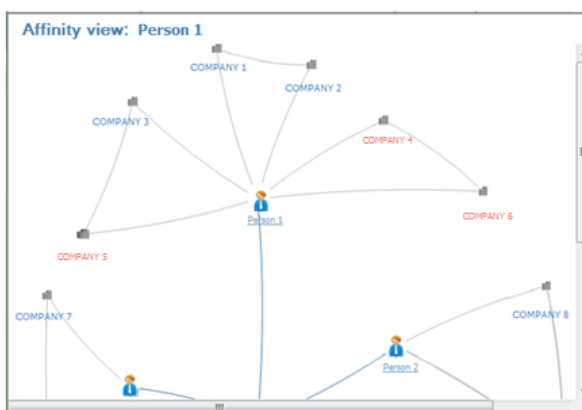 Affinity view: Person 1
COMPANY 1
COMPANY 2
COMPANY 3
COMPANY 4
COMPANY 6
Person 1
COMPANY 5
COMPANY 7
COMPANY 8
Person 2